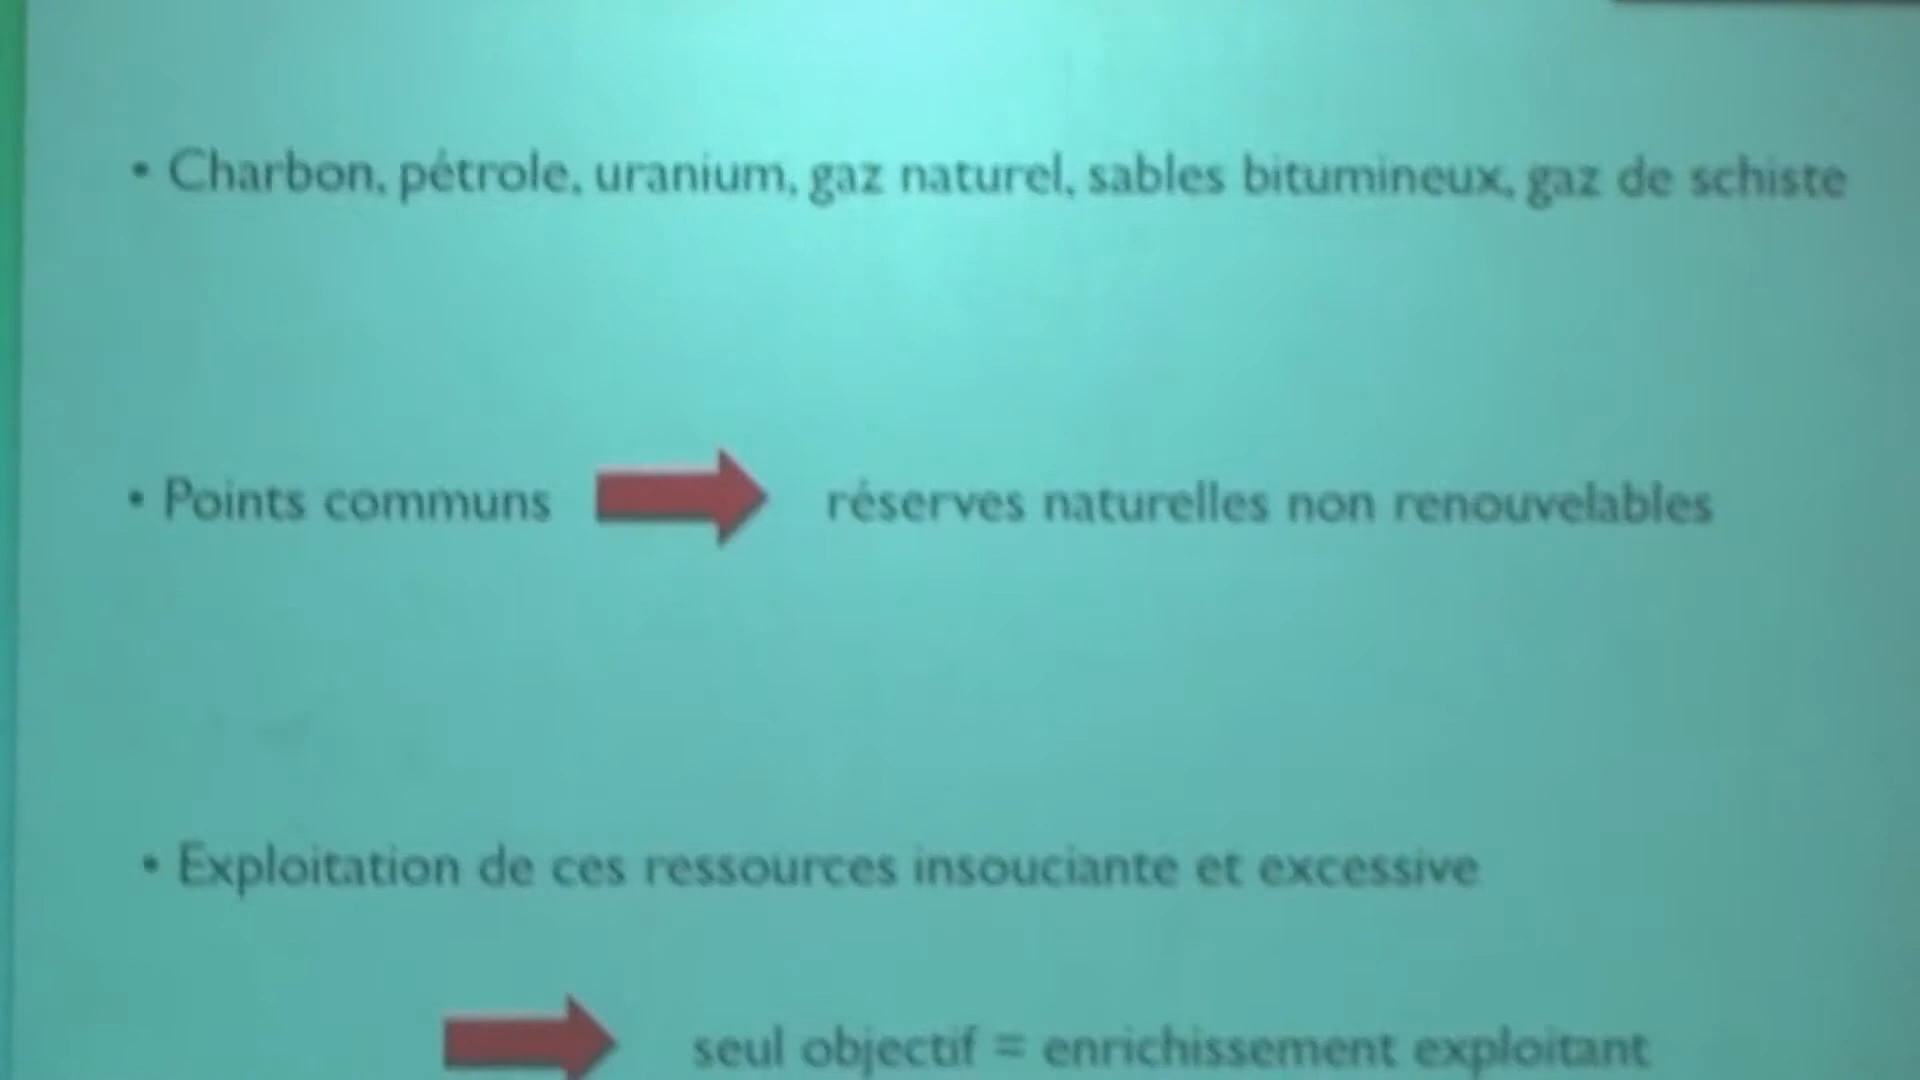 • Charbon, pétrole, uranium, gaz naturel, sables bitumineux, gaz de schiste
• Points communs réserves naturelles non renouvelables
• Exploitation de ces ressources insouciante et excessive
seul objectif = enrichissement exploitant